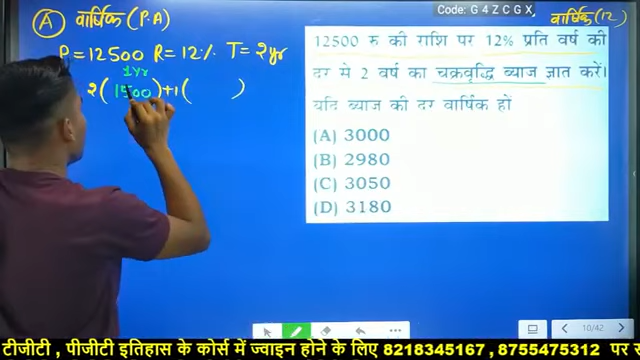 Code: G 4 Z C G X
(A) वार्षिक (P.A)
वार्षिक (12)
P = 12500 R = 12% T = 2yr
1yr
2( 1500 )+1( )
12500 रु की राशि पर 12% प्रति वर्ष की
दर से 2 वर्ष का चक्रवृद्धि ब्याज ज्ञात करें।
यदि ब्याज की दर वार्षिक हों
(A) 3000
(B) 2980
(C) 3050
(D) 3180
10/42
टीजीटी , पीजीटी इतिहास के कोर्स में ज्वाइन होने के लिए 8218345167 , 8755475312 पर